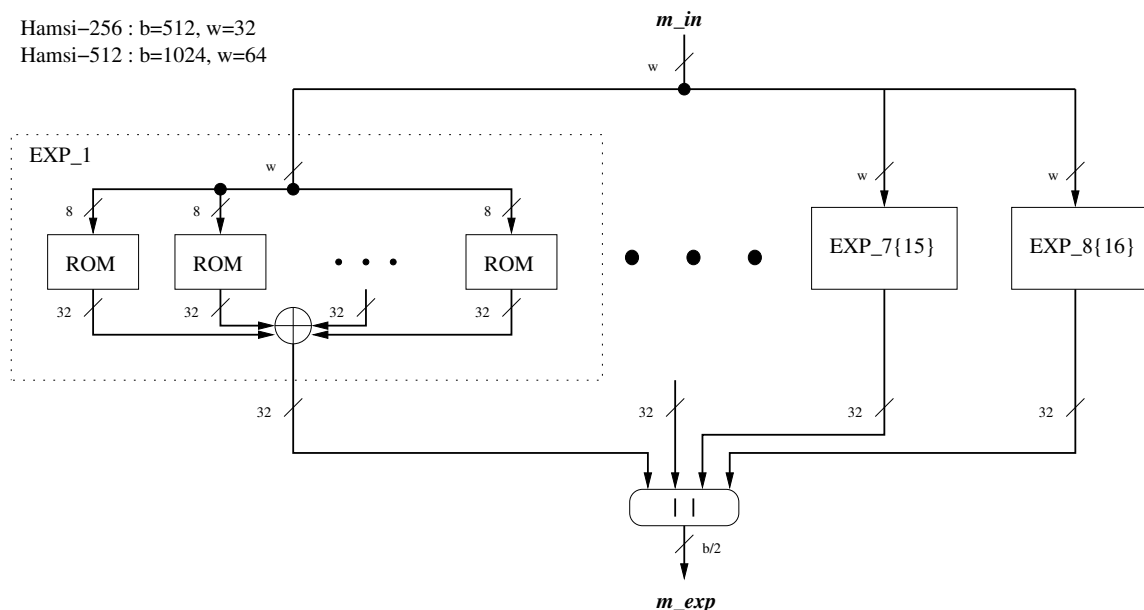 Hamsi−256 : b=512, w=32
Hamsi−512 : b=1024, w=64
m_in
w
EXP_1
w
w
w
8
8
8
ROM
ROM
ROM
EXP_7{15}
EXP_8{16}
32
32
32
32
32
32
32
32
| |
b/2
m_exp